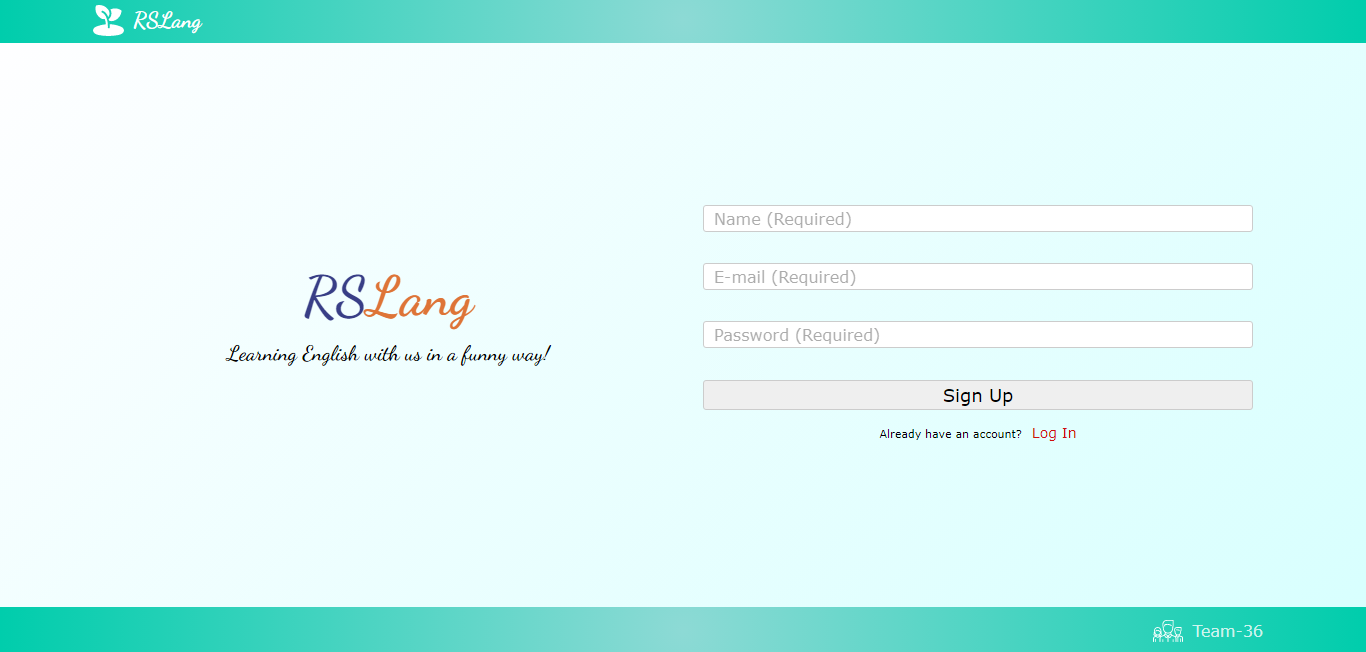 RSLang
RSLang
Learning English with us in a funny way!
Name (Required)
E-mail (Required)
Password (Required)
Sign Up
Already have an account? Log In
Team-36